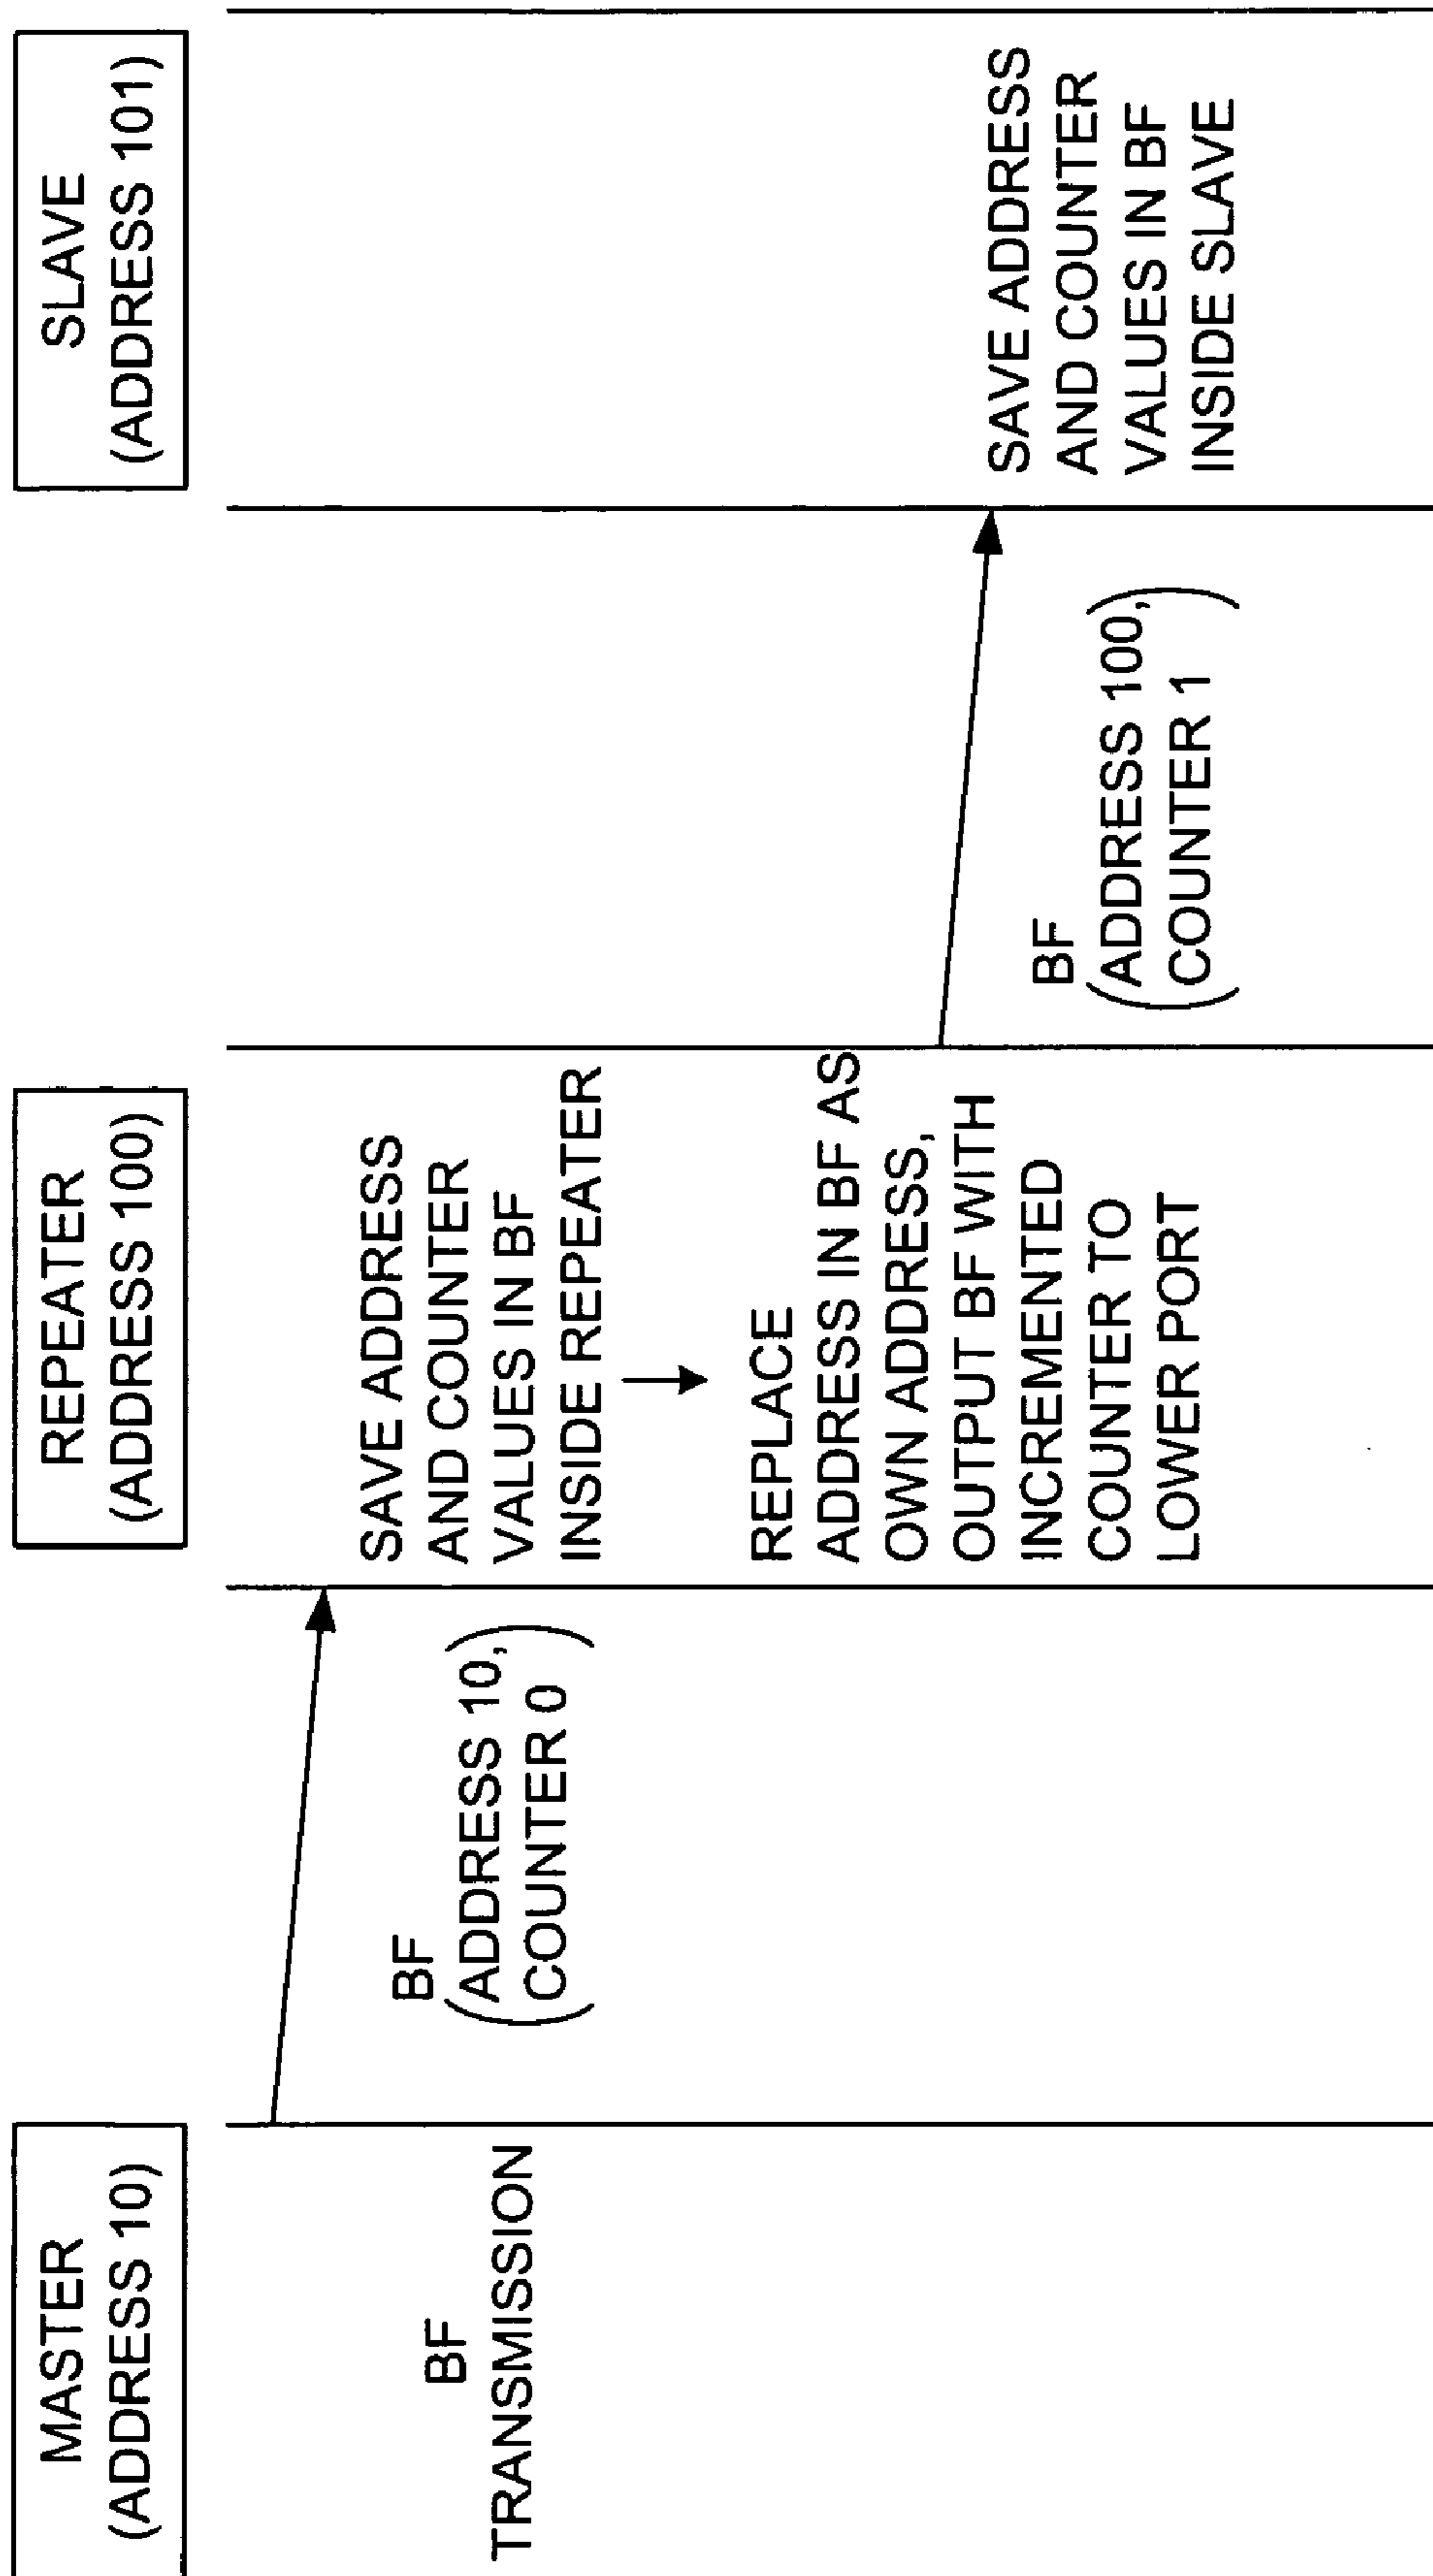 MASTER
(ADDRESS 10)
REPEATER
(ADDRESS 100)
SLAVE
(ADDRESS 101)
BF
TRANSMISSION
BF
(ADDRESS 10,
COUNTER 0)
SAVE ADDRESS
AND COUNTER
VALUES IN BF
INSIDE REPEATER
REPLACE
ADDRESS IN BF AS
OWN ADDRESS,
OUTPUT BF WITH
INCREMENTED
COUNTER TO
LOWER PORT
BF
(ADDRESS 100,
COUNTER 1)
SAVE ADDRESS
AND COUNTER
VALUES IN BF
INSIDE SLAVE